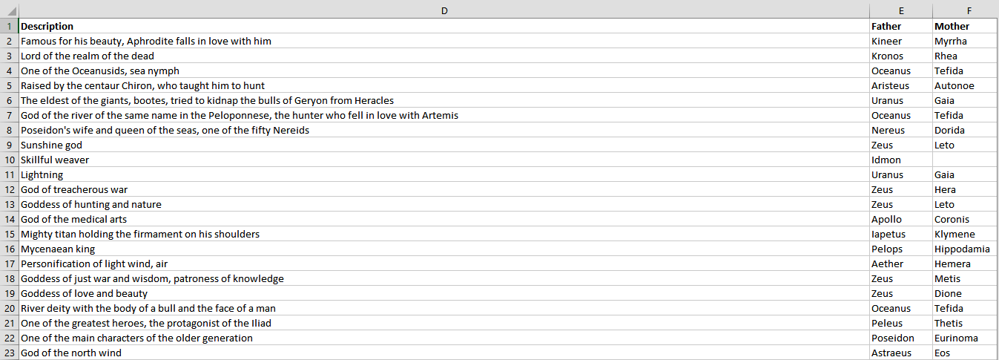 D E F
1 Description Father Mother
2 Famous for his beauty, Aphrodite falls in love with him Kineer Myrrha
3 Lord of the realm of the dead Kronos Rhea
4 One of the Oceanusids, sea nymph Oceanus Tefida
5 Raised by the centaur Chiron, who taught him to hunt Aristeus Autonoe
6 The eldest of the giants, bootes, tried to kidnap the bulls of Geryon from Heracles Uranus Gaia
7 God of the river of the same name in the Peloponnese, the hunter who fell in love with Artemis Oceanus Tefida
8 Poseidon's wife and queen of the seas, one of the fifty Nereids Nereus Dorida
9 Sunshine god Zeus Leto
10 Skillful weaver Idmon
11 Lightning Uranus Gaia
12 God of treacherous war Zeus Hera
13 Goddess of hunting and nature Zeus Leto
14 God of the medical arts Apollo Coronis
15 Mighty titan holding the firmament on his shoulders Iapetus Klymene
16 Mycenaean king Pelops Hippodamia
17 Personification of light wind, air Aether Hemera
18 Goddess of just war and wisdom, patroness of knowledge Zeus Metis
19 Goddess of love and beauty Zeus Dione
20 River deity with the body of a bull and the face of a man Oceanus Tefida
21 One of the greatest heroes, the protagonist of the Iliad Peleus Thetis
22 One of the main characters of the older generation Poseidon Eurinoma
23 God of the north wind Astraeus Eos